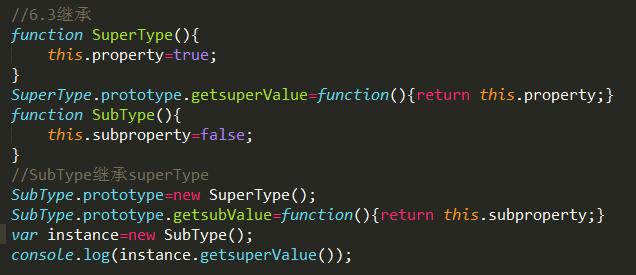 //6.3继承
function SuperType(){
    this.property=true;
}
SuperType.prototype.getsuperValue=function(){return this.property;}
function SubType(){
    this.subproperty=false;
}
//SubType继承superType
SubType.prototype=new SuperType();
SubType.prototype.getsubValue=function(){return this.subproperty;}
var instance=new SubType();
console.log(instance.getsuperValue());